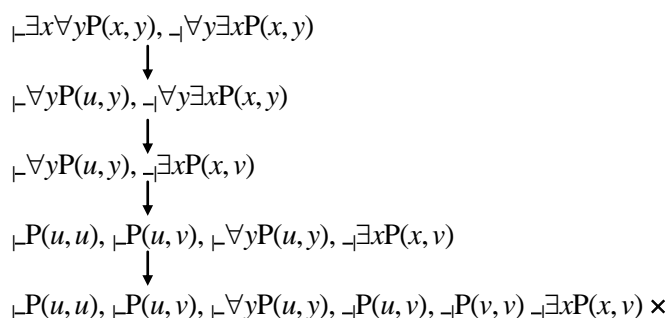 ⊢∃x∀yP(x, y), ⊣∀y∃xP(x, y)
⊢∀yP(u, y), ⊣∀y∃xP(x, y)
⊢∀yP(u, y), ⊣∃xP(x, v)
⊢P(u, u), ⊢P(u, v), ⊢∀yP(u, y), ⊣∃xP(x, v)
⊢P(u, u), ⊢P(u, v), ⊢∀yP(u, y), ⊣P(u, v), ⊣P(v, v) ⊣∃xP(x, v) ×